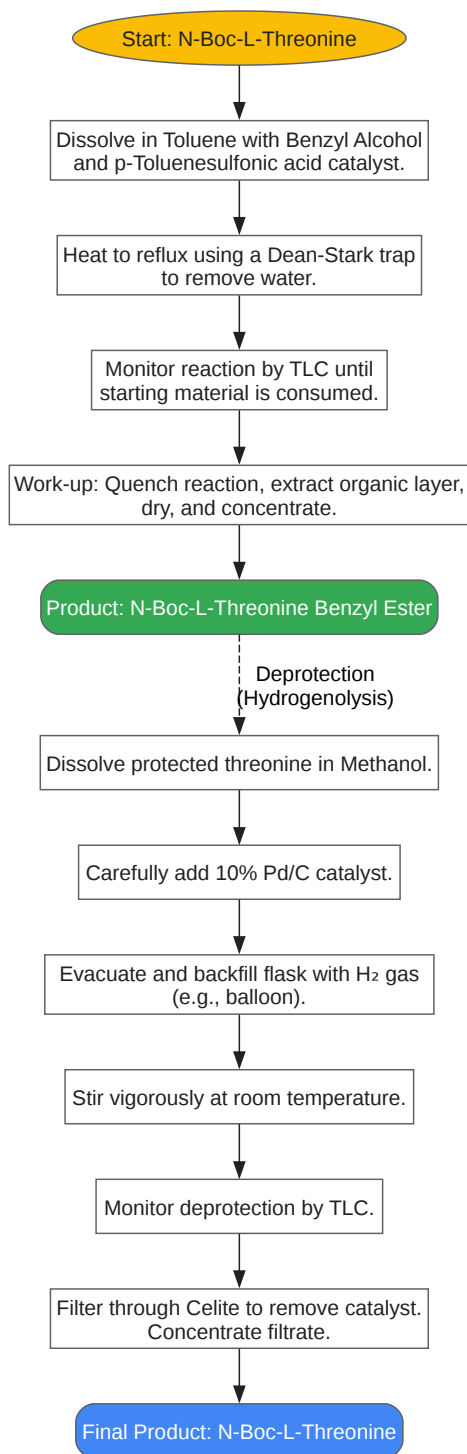 Start: N-Boc-L-Threonine
Dissolve in Toluene with Benzyl Alcohol
and p-Toluenesulfonic acid catalyst.
Heat to reflux using a Dean-Stark trap
to remove water.
Monitor reaction by TLC until
starting material is consumed.
Work-up: Quench reaction, extract organic layer,
dry, and concentrate.
Product: N-Boc-L-Threonine Benzyl Ester
Deprotection
(Hydrogenolysis)
Dissolve protected threonine in Methanol.
Carefully add 10% Pd/C catalyst.
Evacuate and backfill flask with H₂ gas
(e.g., balloon).
Stir vigorously at room temperature.
Monitor deprotection by TLC.
Filter through Celite to remove catalyst.
Concentrate filtrate.
Final Product: N-Boc-L-Threonine